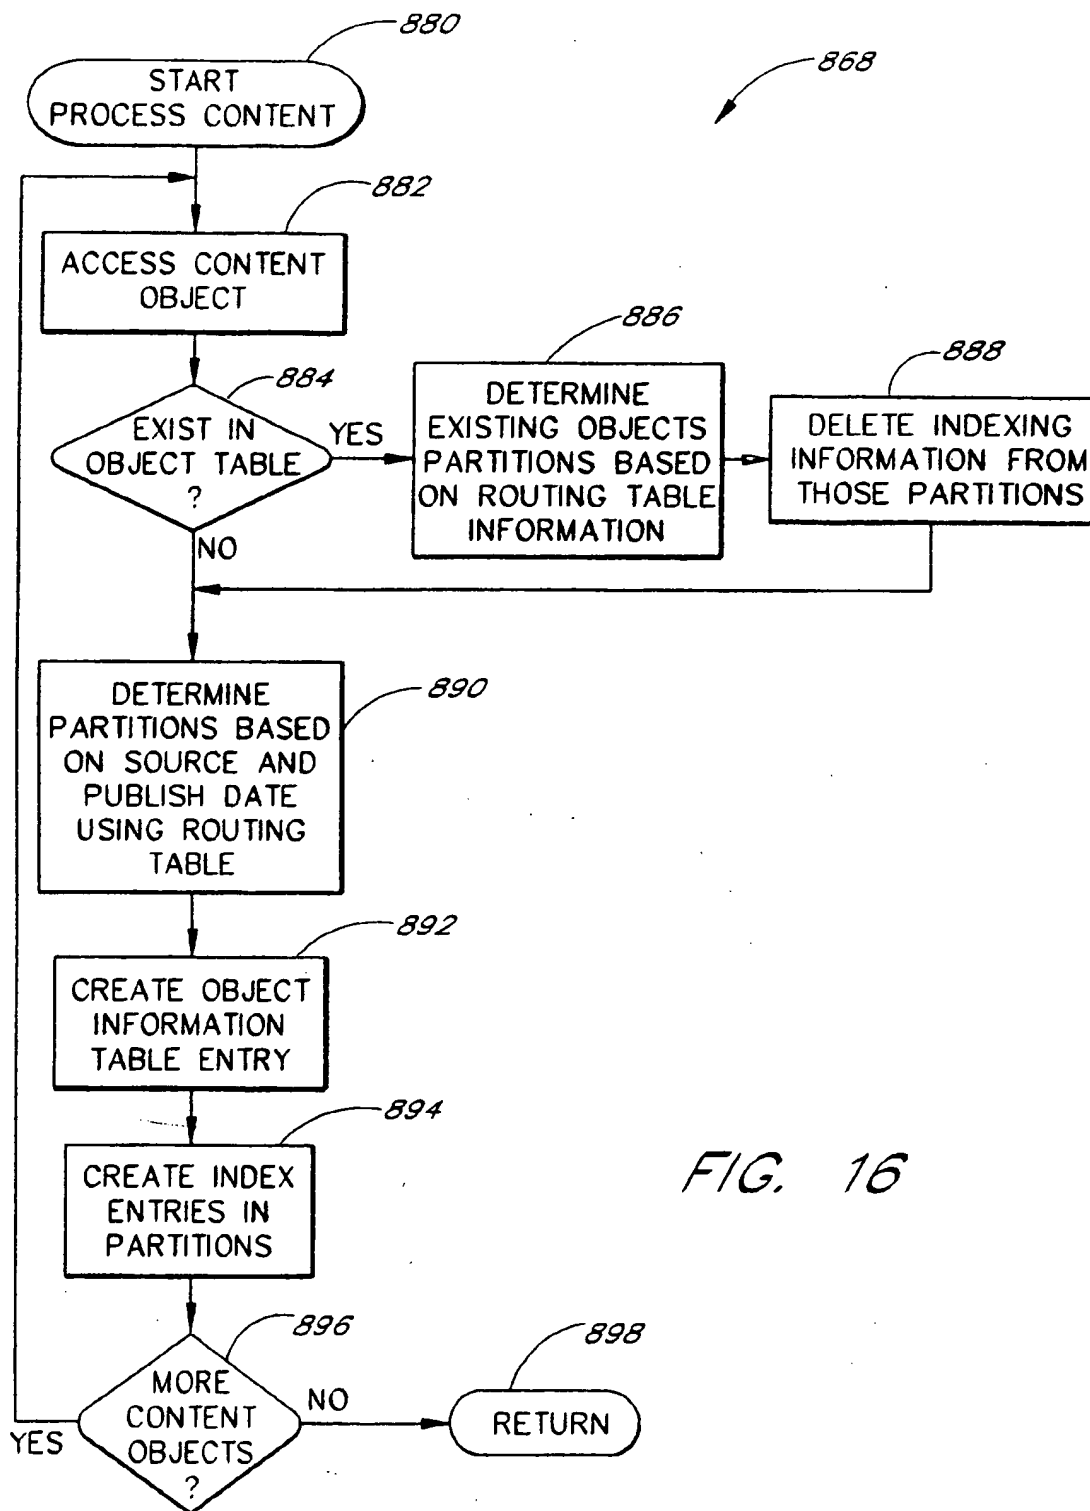 880
START
PROCESS CONTENT
868
882
ACCESS CONTENT
OBJECT
884
EXIST IN
OBJECT TABLE
?
YES
NO
886
DETERMINE
EXISTING OBJECTS
PARTITIONS BASED
ON ROUTING TABLE
INFORMATION
888
DELETE INDEXING
INFORMATION FROM
THOSE PARTITIONS
890
DETERMINE
PARTITIONS BASED
ON SOURCE AND
PUBLISH DATE
USING ROUTING
TABLE
892
CREATE OBJECT
INFORMATION
TABLE ENTRY
894
CREATE INDEX
ENTRIES IN
PARTITIONS
FIG. 16
896
MORE
CONTENT
OBJECTS
?
YES
NO
898
RETURN